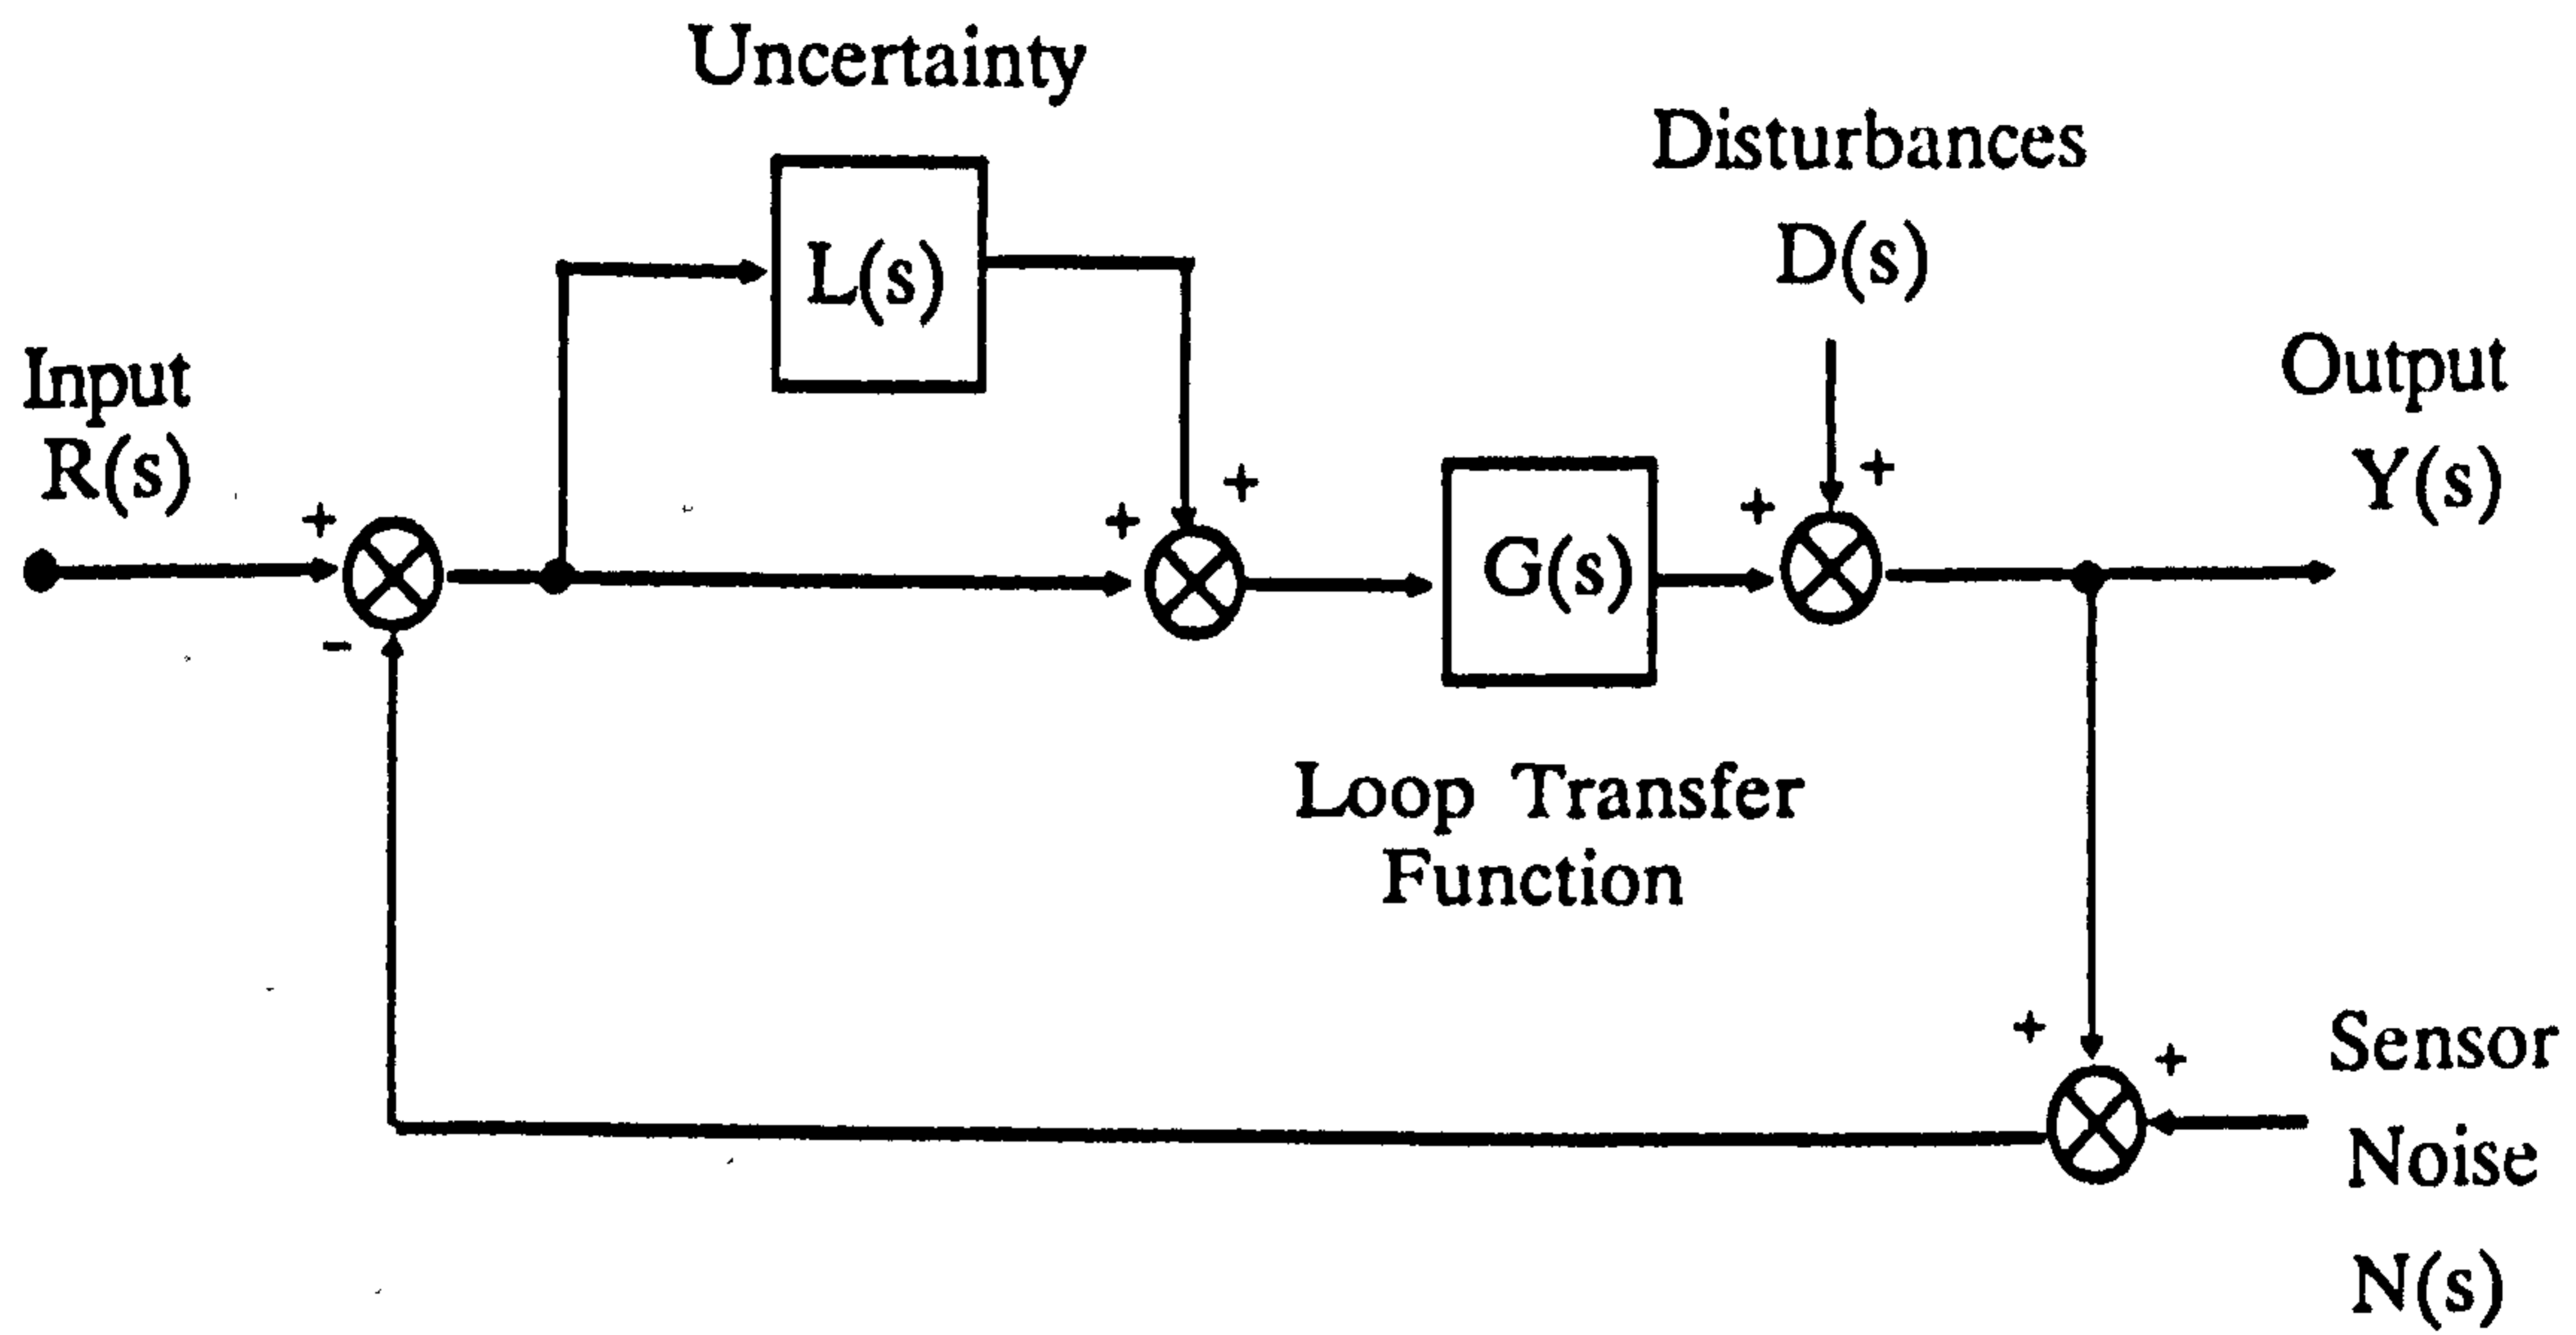 Uncertainty
L(s)
Disturbances
D(s)
Input
R(s)
Output
Y(s)
+
-
+
+
G(s)
+
+
Loop Transfer
Function
+
+
Sensor
Noise
N(s)